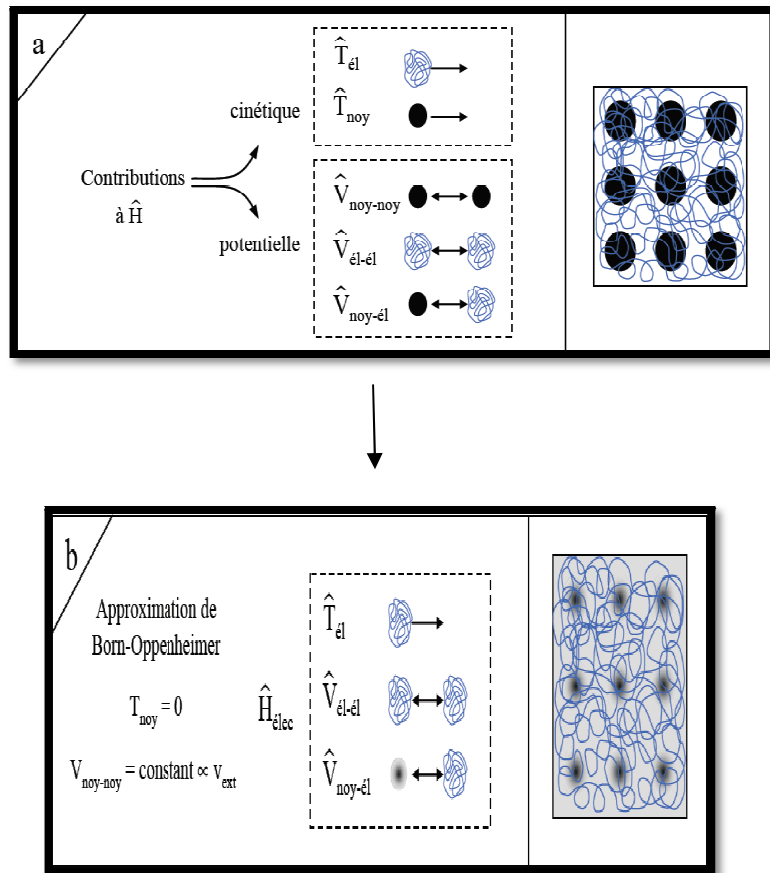 a
T̂él
T̂noy
cinétique
Contributions
à Ĥ
potentielle
V̂noy-noy
V̂él-él
V̂noy-él
b
Approximation de
Born-Oppenheimer
Tnoy = 0
Vnoy-noy = constant ∝ vext
Ĥélec
T̂él
V̂él-él
V̂noy-él